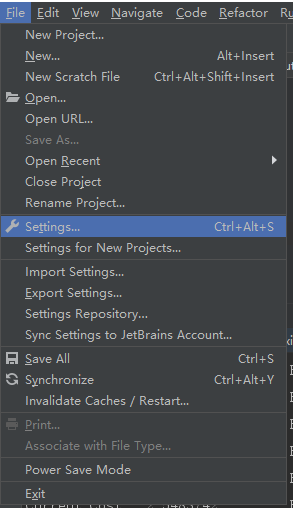 File Edit View Navigate Code Refactor
New Project...
New... Alt+Insert
New Scratch File Ctrl+Alt+Shift+Insert
Open...
Open URL...
Save As...
Open Recent
Close Project
Rename Project...
Settings... Ctrl+Alt+S
Settings for New Projects...
Import Settings...
Export Settings...
Settings Repository...
Sync Settings to JetBrains Account...
Save All Ctrl+S
Synchronize Ctrl+Alt+Y
Invalidate Caches / Restart...
Print...
Associate with File Type...
Power Save Mode
Exit